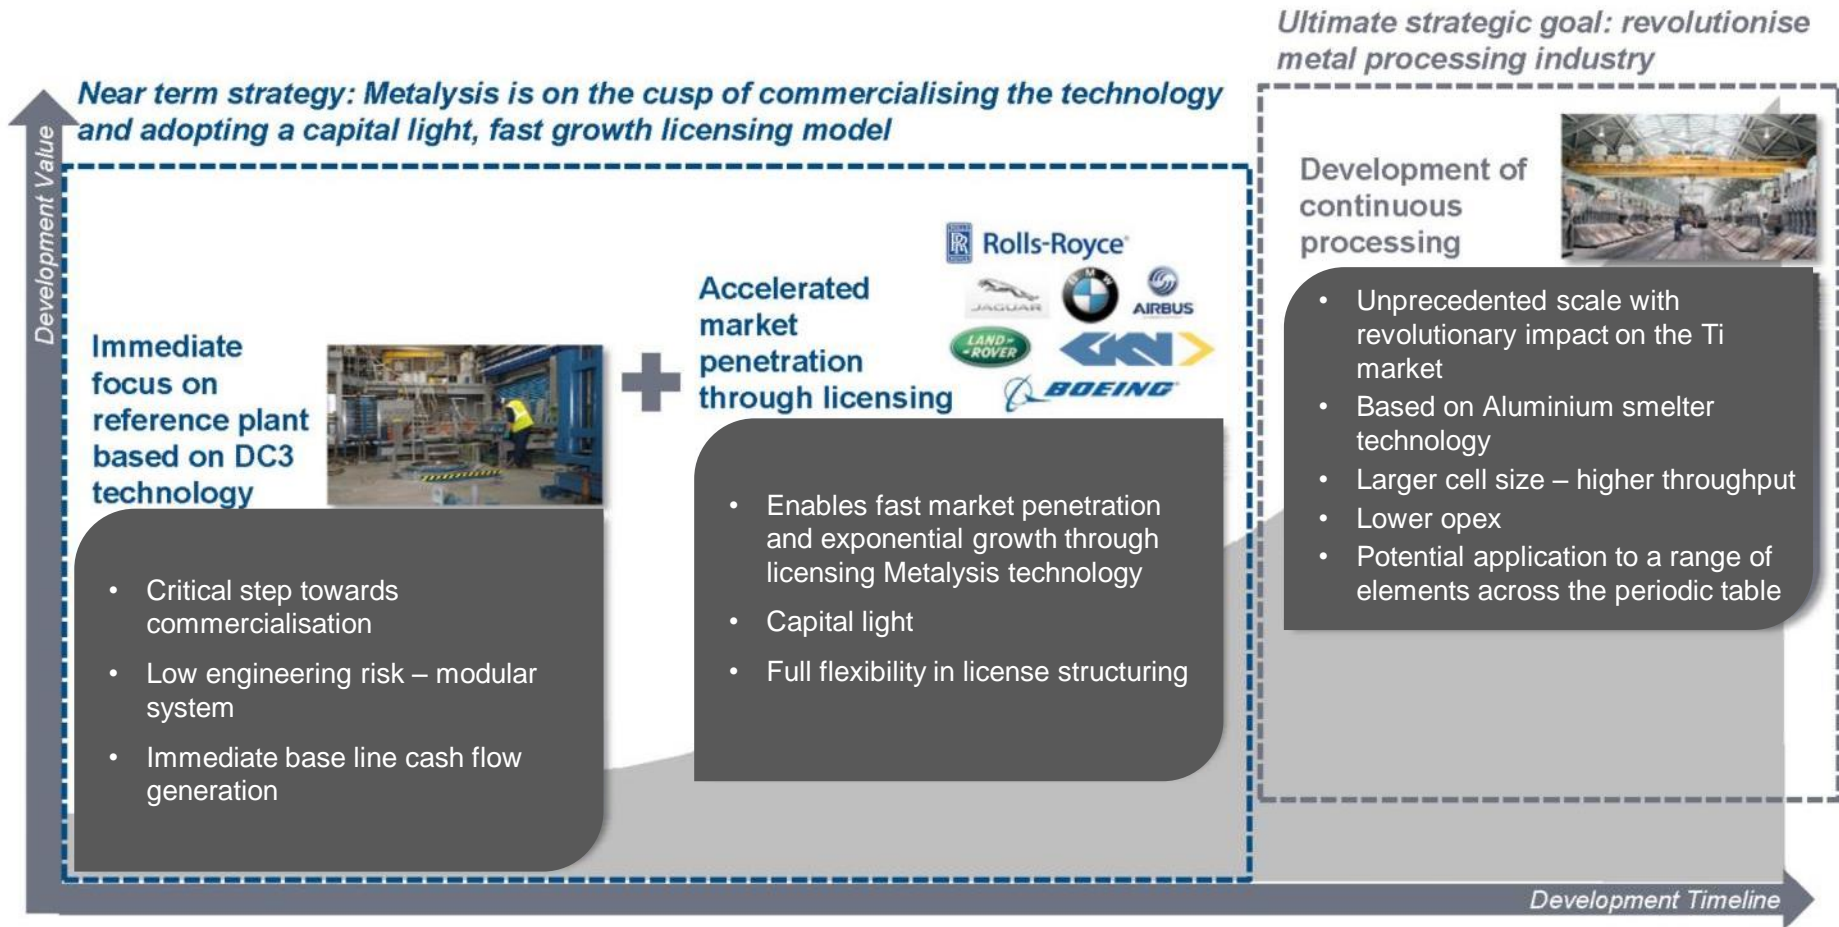 Ultimate strategic goal: revolutionise
metal processing industry
Near term strategy: Metalysis is on the cusp of commercialising the technology
and adopting a capital light, fast growth licensing model
Development Value
Immediate
focus on
reference plant
based on DC3
technology
• Critical step towards
commercialisation
• Low engineering risk – modular
system
• Immediate base line cash flow
generation
Accelerated
market
penetration
through licensing
RR
Rolls-Royce
JAGUAR
BMW
AIRBUS
LAND-
-ROVER
GKN
BOEING
• Enables fast market penetration
and exponential growth through
licensing Metalysis technology
• Capital light
• Full flexibility in license structuring
Development of
continuous
processing
• Unprecedented scale with
revolutionary impact on the Ti
market
• Based on Aluminium smelter
technology
• Larger cell size – higher throughput
• Lower opex
• Potential application to a range of
elements across the periodic table
Development Timeline